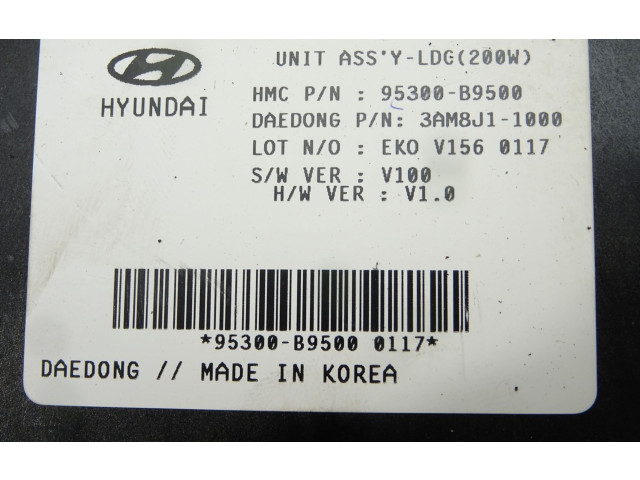 UNIT ASS'Y-LDC(200W)
HYUNDAI
HMC P/N : 95300-B9500
DAEDONG P/N: 3AM8J1-1000
LOT N/O : EKO V156 0117
S/W VER : V100
H/W VER : V1.0
*95300-B9500 0117*
DAEDONG // MADE IN KOREA